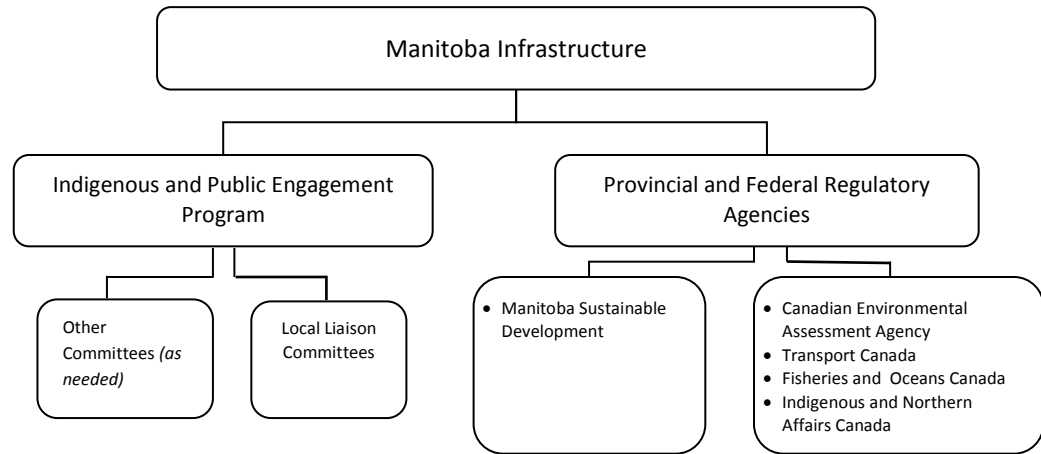 Manitoba Infrastructure
Indigenous and Public Engagement
Program
Provincial and Federal Regulatory
Agencies
Other
Committees (as
needed)
Local Liaison
Committees
• Manitoba Sustainable
Development
• Canadian Environmental
Assessment Agency
• Transport Canada
• Fisheries and Oceans Canada
• Indigenous and Northern
Affairs Canada